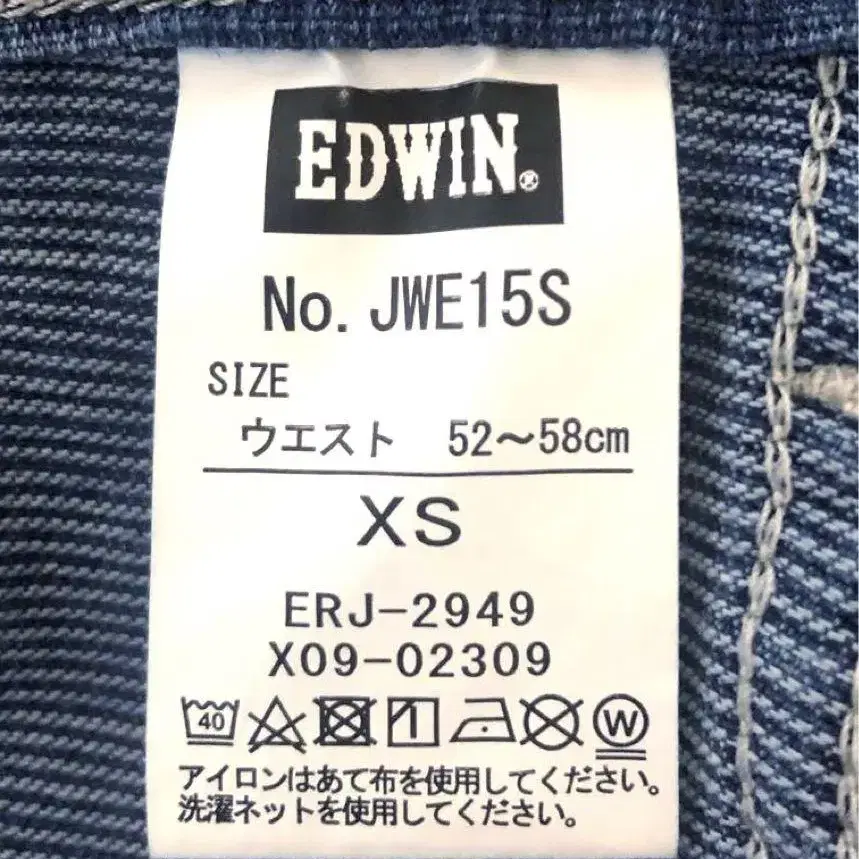 EDWIN®
No. JWE15S
SIZE
ウエスト 52～58cm
XS
ERJ-2949
X09-02309
40 W
アイロンはあて布を使用してください。
洗濯ネットを使用してください。